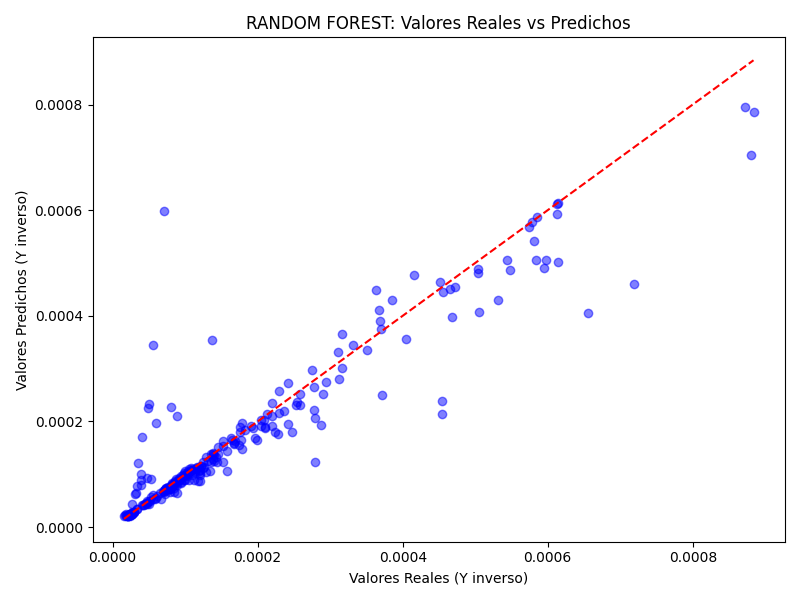 RANDOM FOREST: Valores Reales vs Predichos
Valores Predichos (Y inverso)
0.0008
0.0006
0.0004
0.0002
0.0000
0.0000 0.0002 0.0004 0.0006 0.0008
Valores Reales (Y inverso)